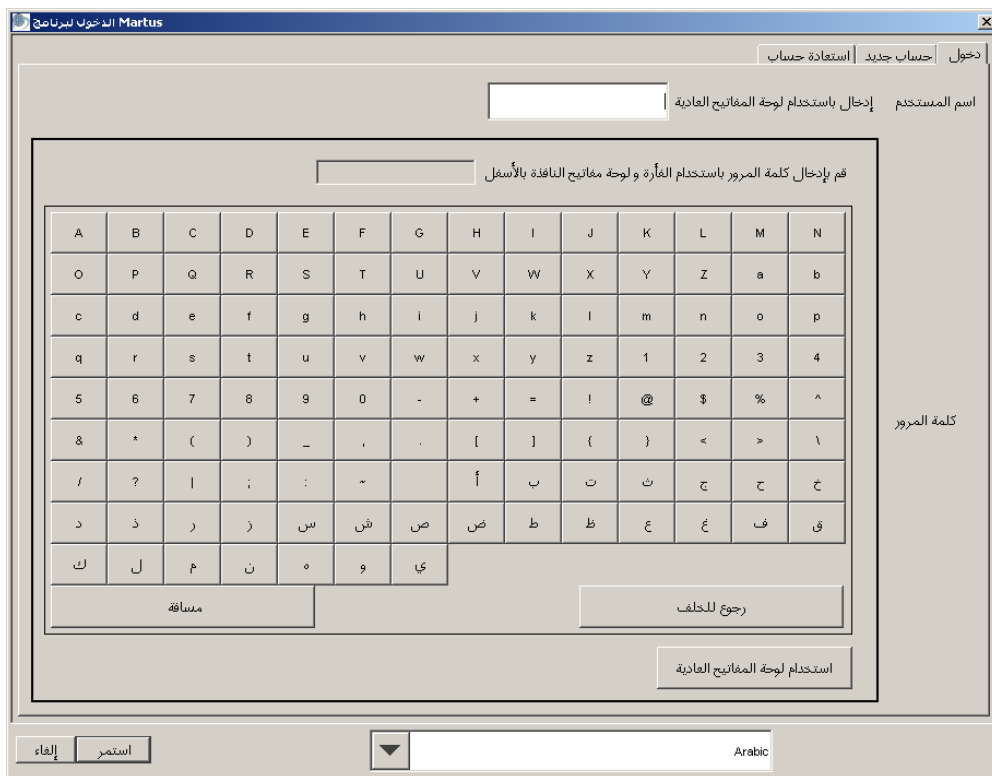 الدخول لبرنامج Martus
دخول حساب جديد استعادة حساب
اسم المستخدم إدخال باستخدام لوحة المفاتيح العادية
قم بإدخال كلمة المرور باستخدام الفأرة و لوحة مفاتيح النافذة بالأسفل
A B C D E F G H I J K L M N
O P Q R S T U V W X Y Z a b
c d e f g h i j k l m n o p
q r s t u v w x y z 1 2 3 4
5 6 7 8 9 0 - + = ! @ $ % ^
& * ( ) _ , . [ ] { } < > \
/ ? | ; : ~ أ ب ت ث ج ح خ
د ذ ر ز س ش ص ض ط ظ ع غ ف ق
ك ل م ن ه و ي
كلمة المرور
مسافة رجوع للخلف
استخدام لوحة المفاتيح العادية
Arabic
استمر إلغاء